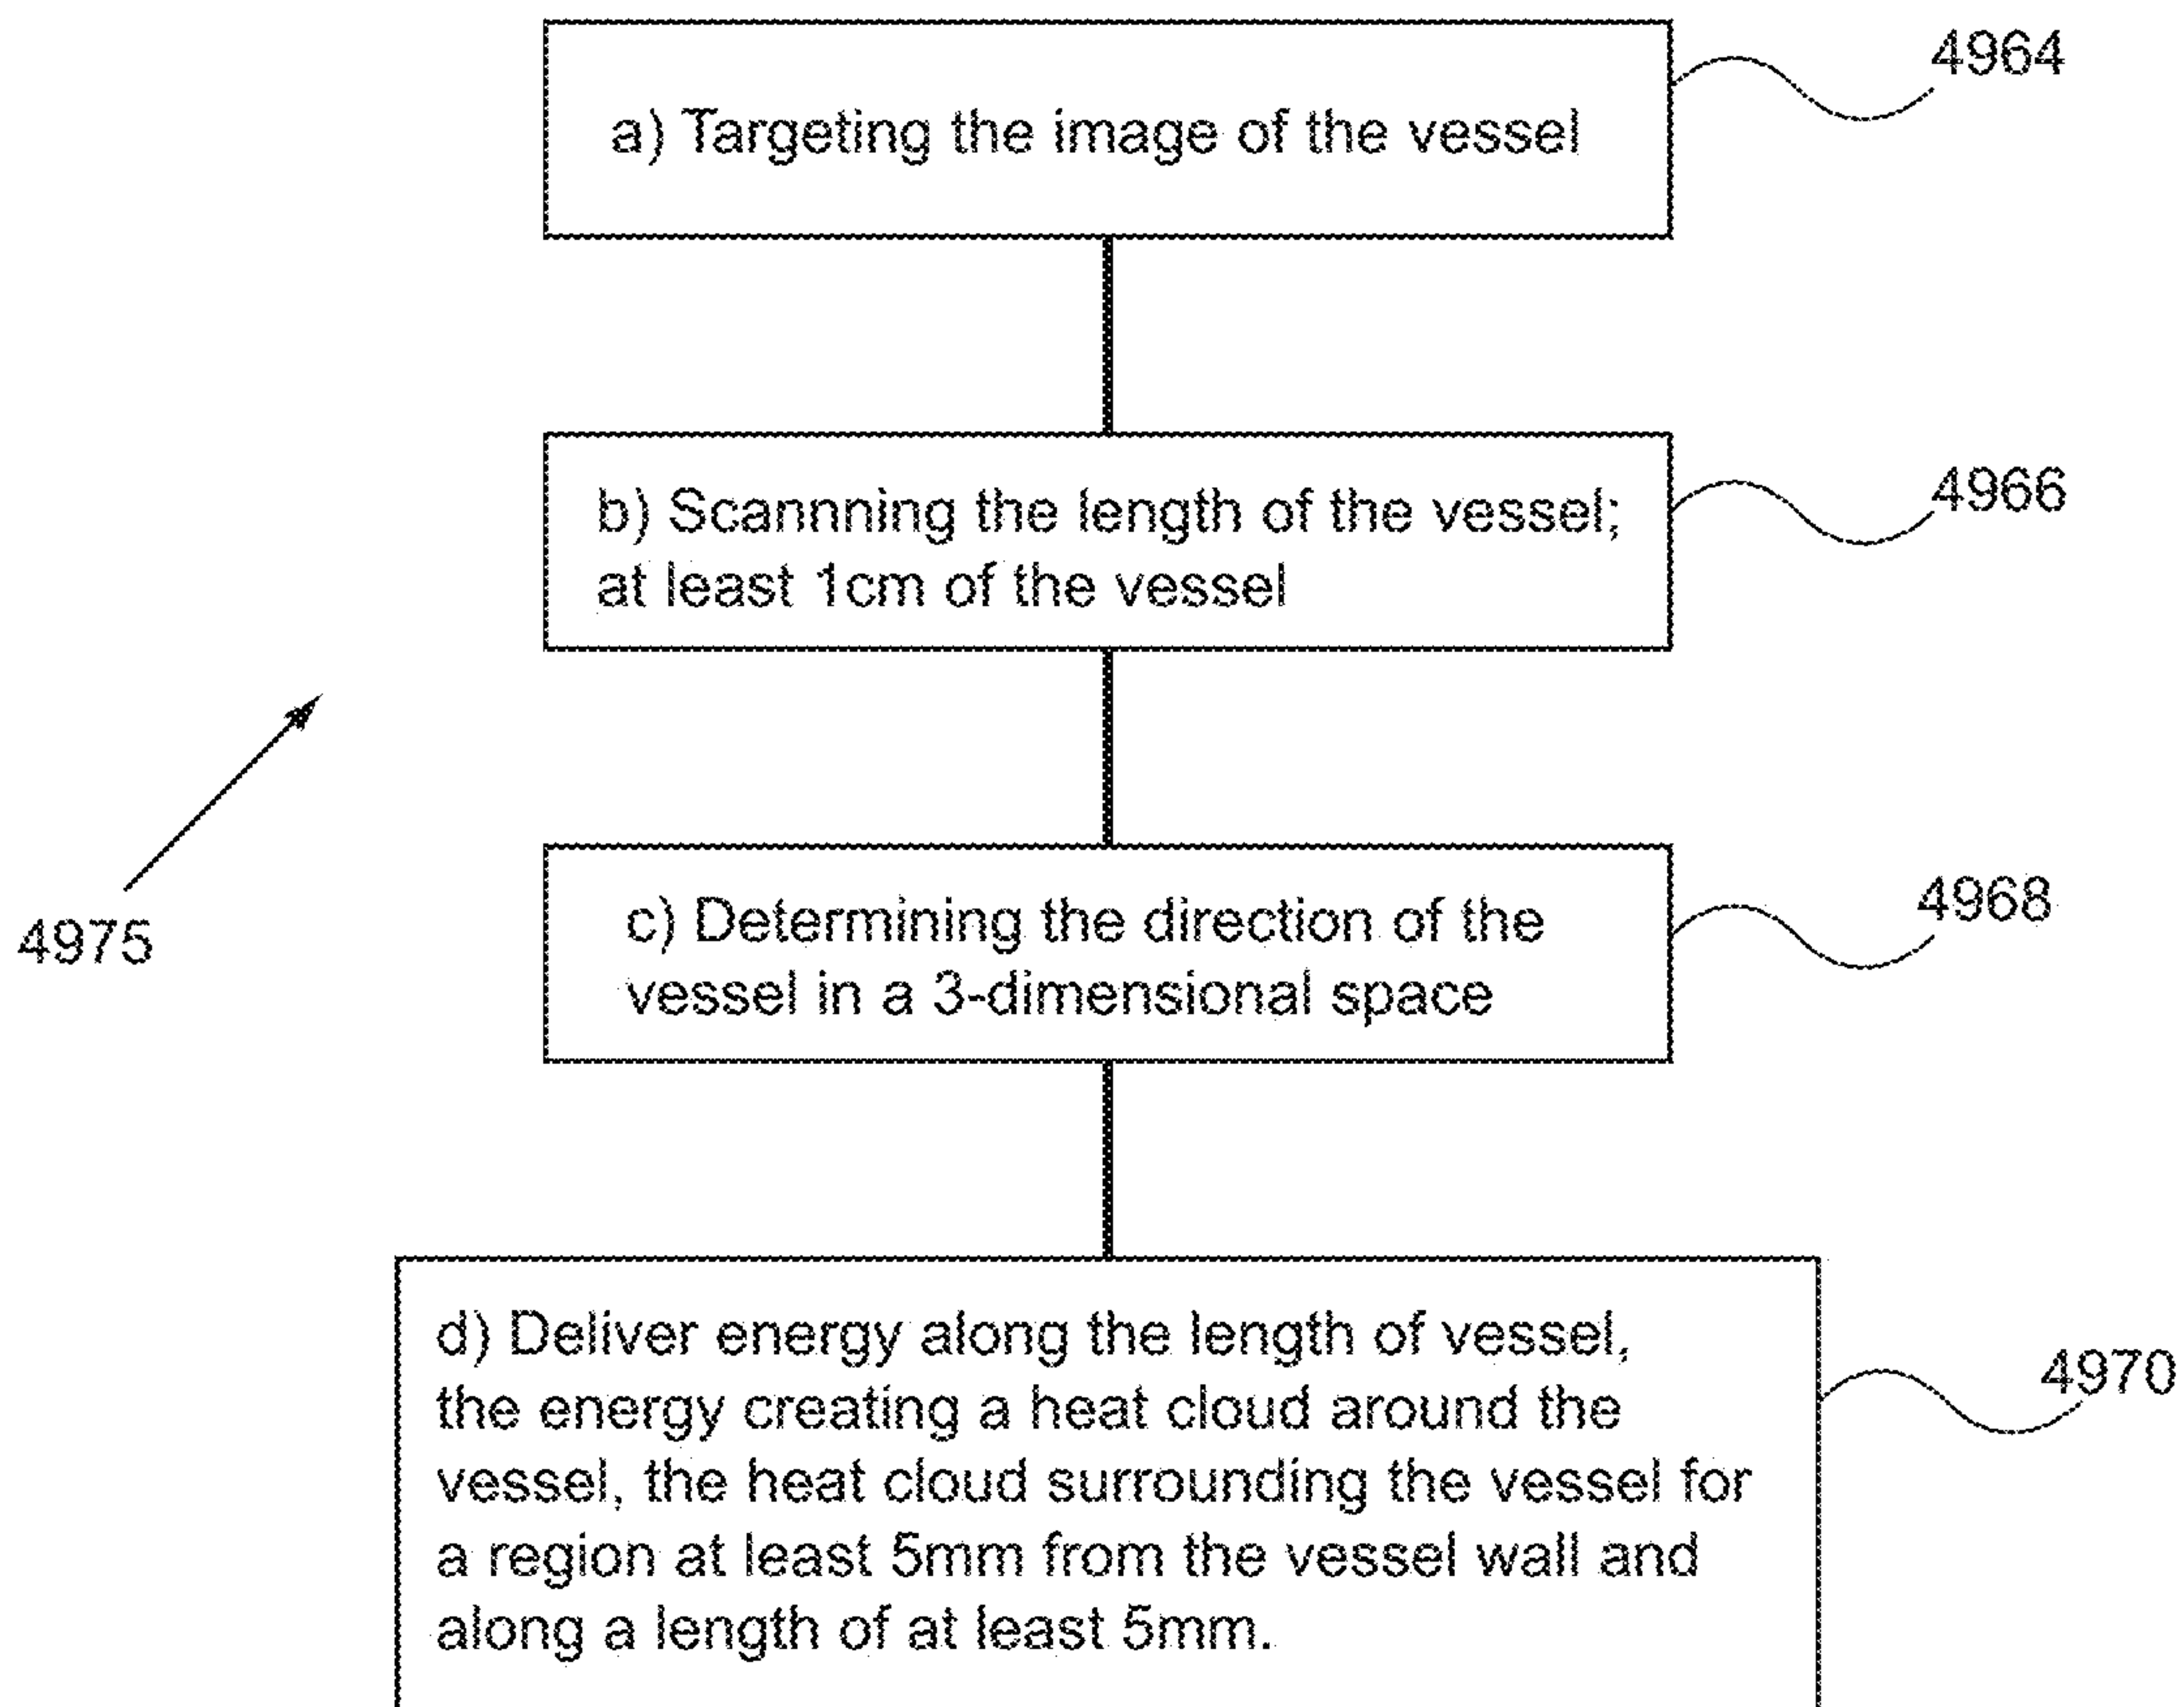 4964
a) Targeting the image of the vessel
4966
b) Scannning the length of the vessel;
at least 1cm of the vessel
4968
c) Determining the direction of the
vessel in a 3-dimensional space
4975
4970
d) Deliver energy along the length of vessel,
the energy creating a heat cloud around the
vessel, the heat cloud surrounding the vessel for
a region at least 5mm from the vessel wall and
along a length of at least 5mm.